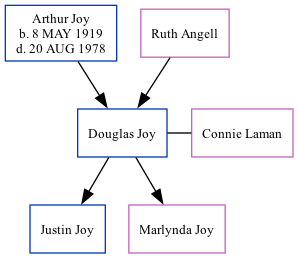 Arthur Joy
b. 8 MAY 1919
d. 20 AUG 1978
Ruth Angell
Douglas Joy
Connie Laman
Justin Joy
Marlynda Joy